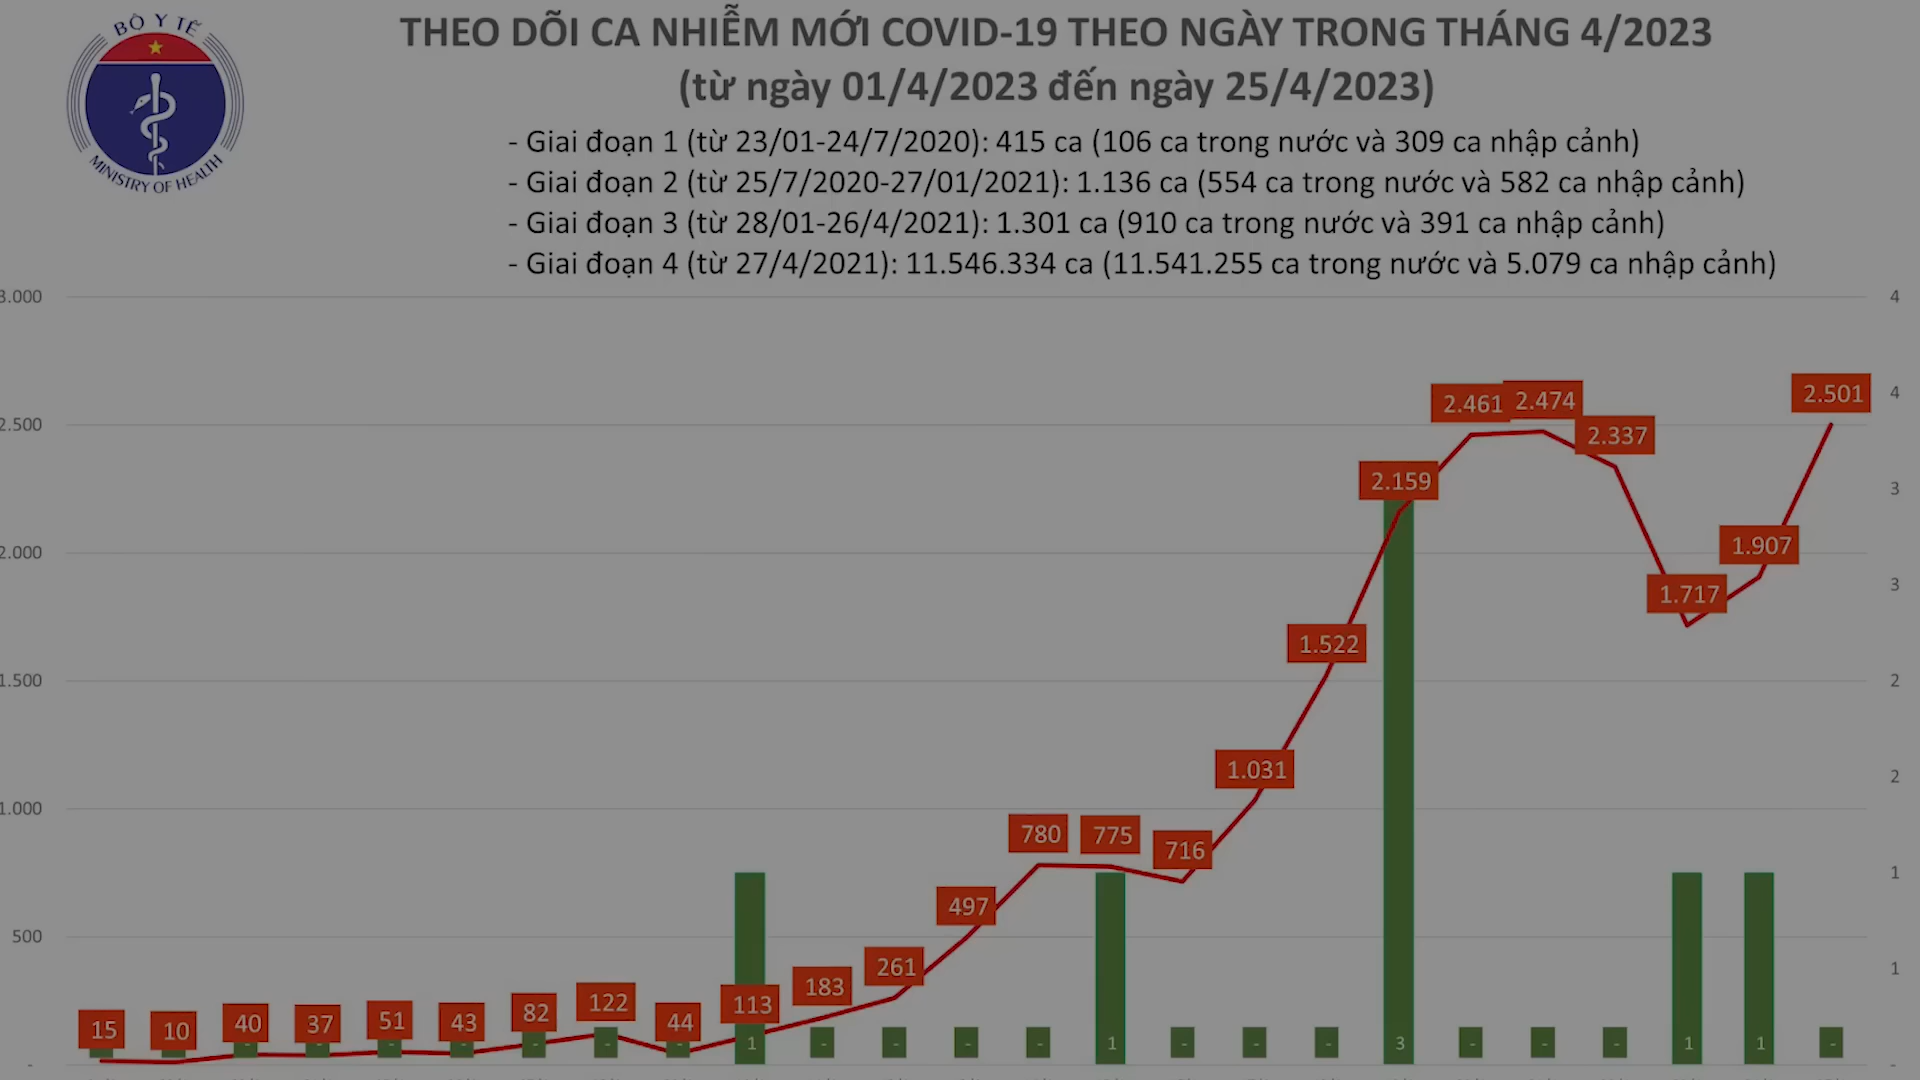 BỘ Y TẾ
MINISTRY OF HEALTH
THEO DÕI CA NHIỄM MỚI COVID-19 THEO NGÀY TRONG THÁNG 4/2023
(từ ngày 01/4/2023 đến ngày 25/4/2023)
- Giai đoạn 1 (từ 23/01-24/7/2020): 415 ca (106 ca trong nước và 309 ca nhập cảnh)
- Giai đoạn 2 (từ 25/7/2020-27/01/2021): 1.136 ca (554 ca trong nước và 582 ca nhập cảnh)
- Giai đoạn 3 (từ 28/01-26/4/2021): 1.301 ca (910 ca trong nước và 391 ca nhập cảnh)
- Giai đoạn 4 (từ 27/4/2021): 11.546.334 ca (11.541.255 ca trong nước và 5.079 ca nhập cảnh)
3.000 4
2.501 4
2.461 2.474
2.500 2.337
2.159 3
2.000 1.907
1.717 3
1.500 1.522 2
1.031 2
1.000 780 775 716
1
500 497
261 1
15 10 40 37 51 43 82 122 44 113 183
- - - - - - - 1 - - - - 1 - - - 3 - - - 1 1 -
- -